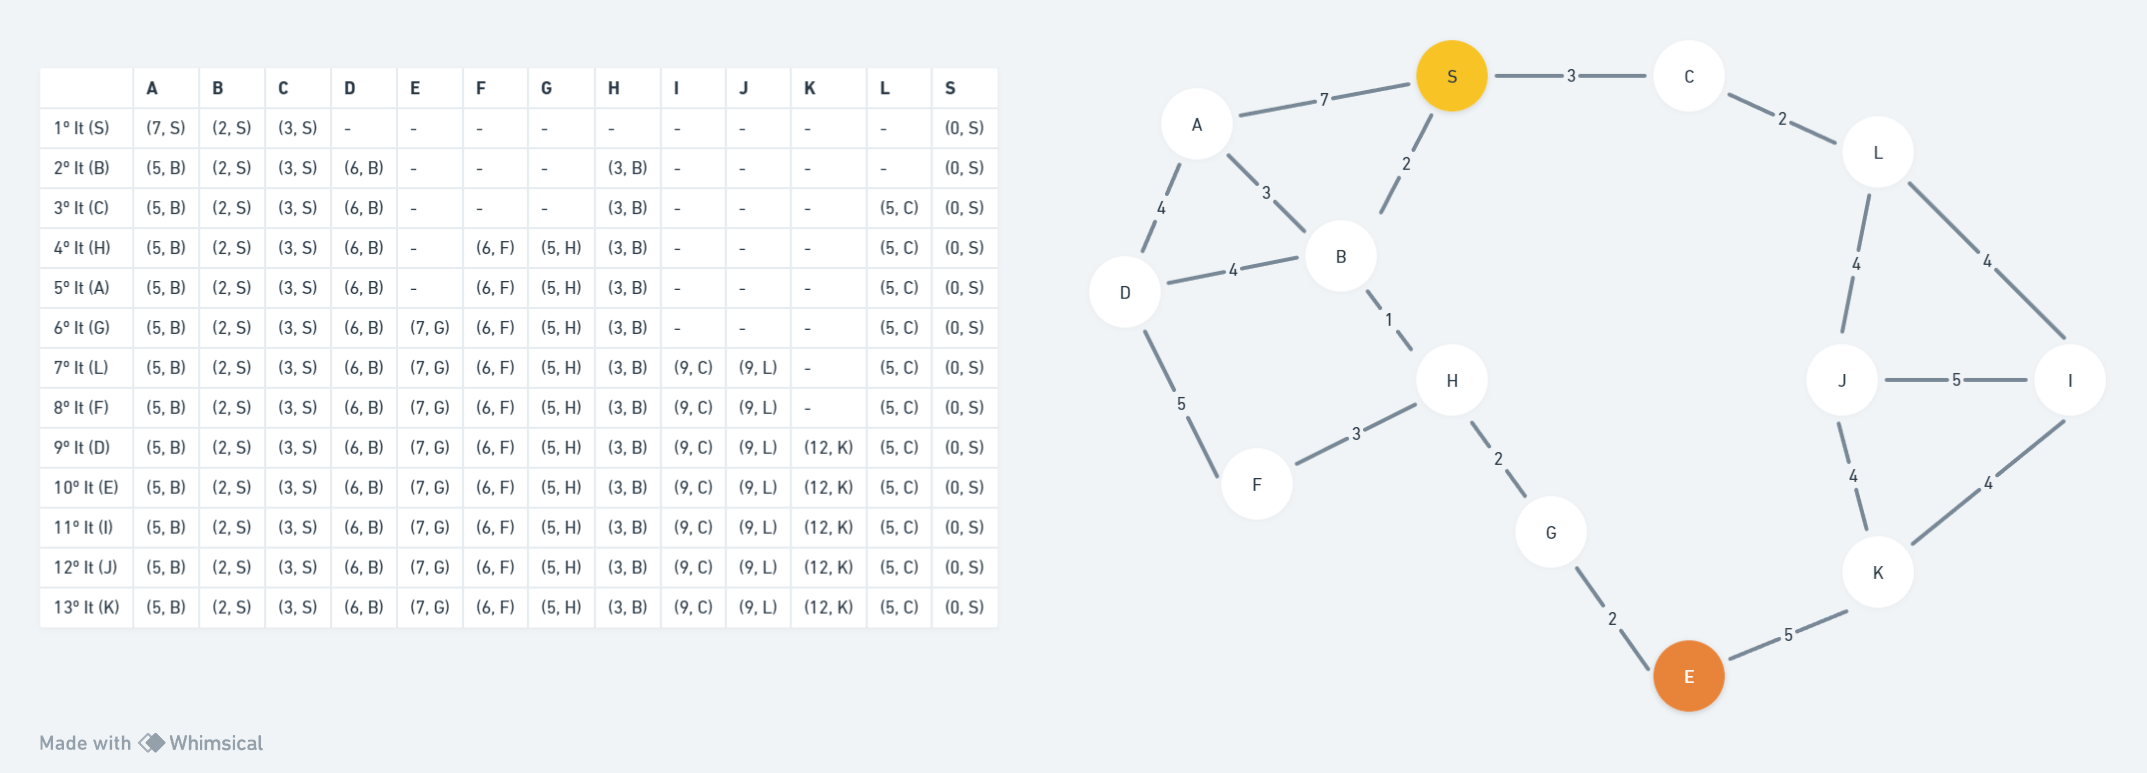 A B C D E F G H I J K L S
1º It (S) (7, S) (2, S) (3, S) - - - - - - - - - (0, S)
2º It (B) (5, B) (2, S) (3, S) (6, B) - - - (3, B) - - - - (0, S)
3º It (C) (5, B) (2, S) (3, S) (6, B) - - - (3, B) - - - (5, C) (0, S)
4º It (H) (5, B) (2, S) (3, S) (6, B) - (6, F) (5, H) (3, B) - - - (5, C) (0, S)
5º It (A) (5, B) (2, S) (3, S) (6, B) - (6, F) (5, H) (3, B) - - - (5, C) (0, S)
6º It (G) (5, B) (2, S) (3, S) (6, B) (7, G) (6, F) (5, H) (3, B) - - - (5, C) (0, S)
7º It (L) (5, B) (2, S) (3, S) (6, B) (7, G) (6, F) (5, H) (3, B) (9, C) (9, L) - (5, C) (0, S)
8º It (F) (5, B) (2, S) (3, S) (6, B) (7, G) (6, F) (5, H) (3, B) (9, C) (9, L) - (5, C) (0, S)
9º It (D) (5, B) (2, S) (3, S) (6, B) (7, G) (6, F) (5, H) (3, B) (9, C) (9, L) (12, K) (5, C) (0, S)
10º It (E) (5, B) (2, S) (3, S) (6, B) (7, G) (6, F) (5, H) (3, B) (9, C) (9, L) (12, K) (5, C) (0, S)
11º It (I) (5, B) (2, S) (3, S) (6, B) (7, G) (6, F) (5, H) (3, B) (9, C) (9, L) (12, K) (5, C) (0, S)
12º It (J) (5, B) (2, S) (3, S) (6, B) (7, G) (6, F) (5, H) (3, B) (9, C) (9, L) (12, K) (5, C) (0, S)
13º It (K) (5, B) (2, S) (3, S) (6, B) (7, G) (6, F) (5, H) (3, B) (9, C) (9, L) (12, K) (5, C) (0, S)
Made with Whimsical
S 3 C
7
A
2
L
2
3
4
B
4
4
4
D
1
H
J 5 I
5
3
2
4
4
F
G
K
2
5
E